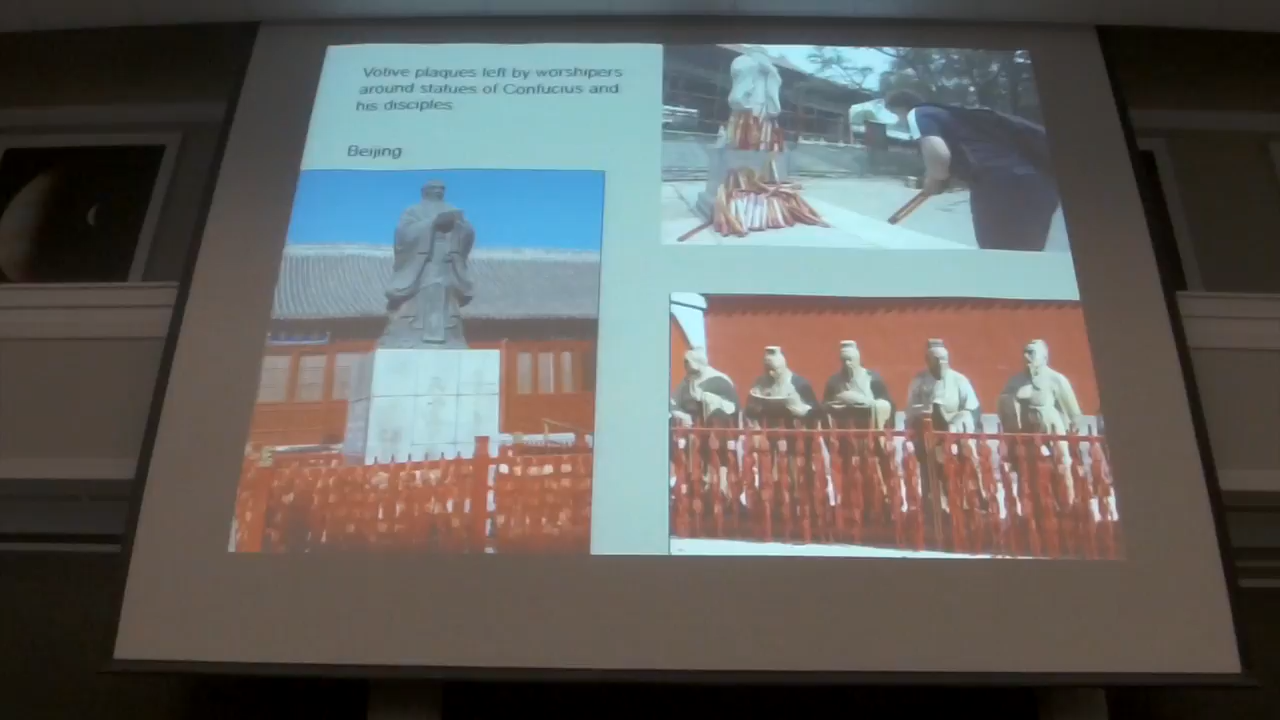 Votive plaques left by worshipers
around statues of Confucius and
his disciples
Beijing